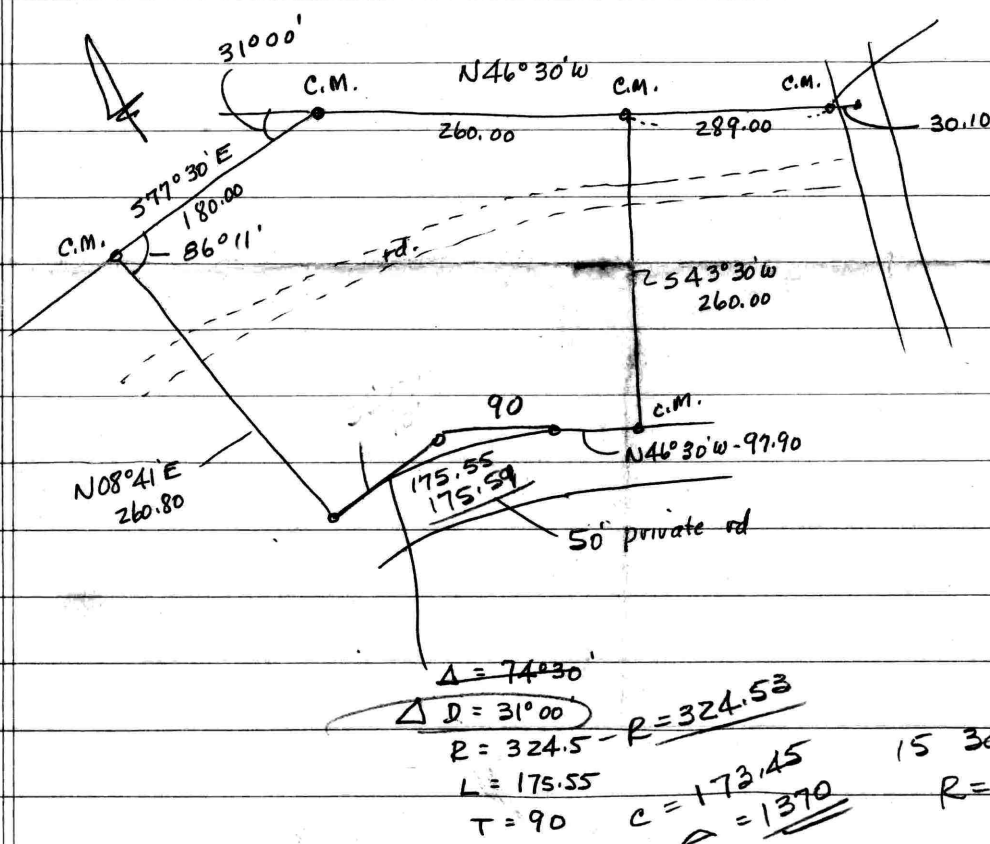 31°00'
C.M.
N46°30'W
C.M.
C.M.
260.00
289.00
30.10
S77°30'E
180.00
C.M.
86°11'
rd.
S43°30'W
260.00
90
C.M.
N46°30'W-97.90
175.55
175.59
N08°41'E
260.80
50' private rd
Δ = 74°30'
Δ D = 31°00'
R = 324.5 - R = 324.53
L = 175.55
T = 90
C = 173.45
= 1370
15 30
R=